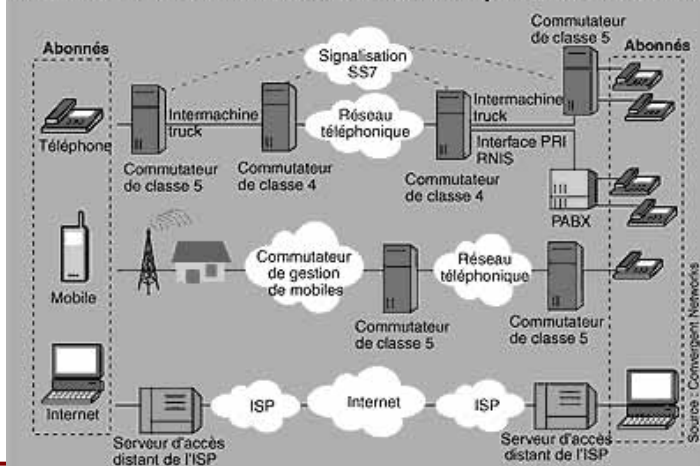 Commutateur
de classe 5
Abonnés
Signalisation
SS7
Abonnés
Intermachine
truck
Réseau
téléphonique
Intermachine
truck
Interface PRI
RNIS
Téléphone
Commutateur
de classe 5
Commutateur
de classe 4
Commutateur
de classe 4
PABX
Commutateur
de gestion
de mobiles
Réseau
téléphonique
Mobile
Commutateur
de classe 5
Commutateur
de classe 5
Internet
ISP
Internet
ISP
Serveur d'accès
distant de l'ISP
Serveur d'accès
distant de l'ISP
Source Convergent Networks